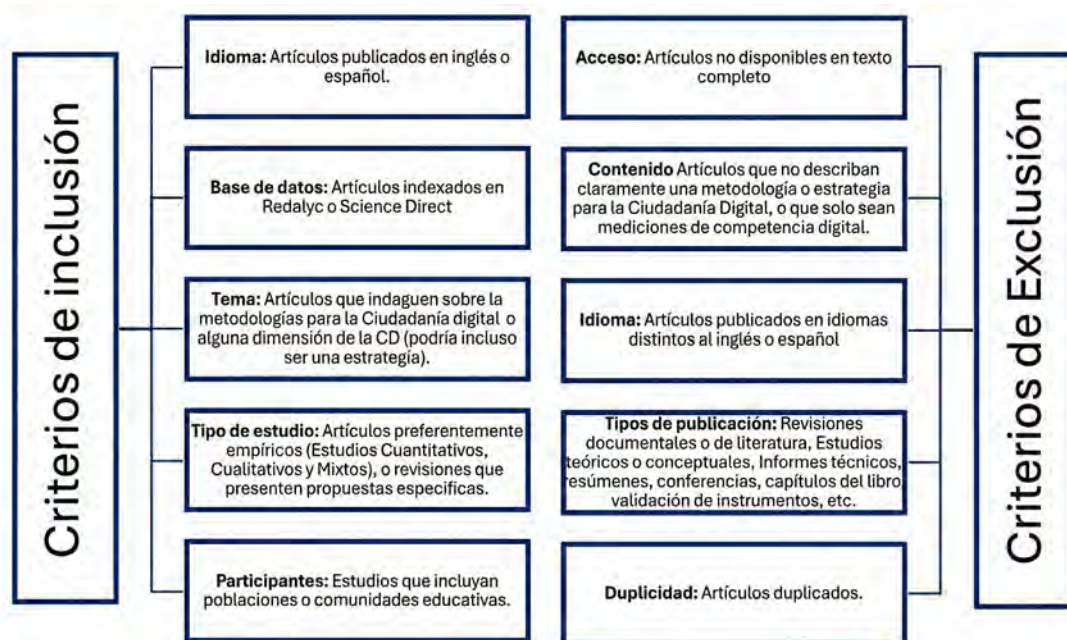 Criterios de inclusión
Idioma: Artículos publicados en inglés o
español.
Base de datos: Artículos indexados en
Redalyc o Science Direct
Tema: Artículos que indaguen sobre la
metodologías para la Ciudadanía digital o
alguna dimensión de la CD (podría incluso
ser una estrategía).
Tipo de estudio: Artículos preferentemente
empíricos (Estudios Cuantitativos,
Cualitativos y Mixtos), o revisiones que
presenten propuestas especificas.
Participantes: Estudios que incluyan
poblaciones o comunidades educativas.
Acceso: Artículos no disponibles en texto
completo
Contenido Artículos que no describan
claramente una metodología o estrategia
para la Ciudadanía Digital, o que solo sean
mediciones de competencia digital.
Idioma: Artículos publicados en idiomas
distintos al inglés o español
Tipos de publicación: Revisiones
documentales o de literatura, Estudios
teóricos o conceptuales, Informes técnicos,
resúmenes, conferencias, capítulos del libro,
validación de instrumentos, etc.
Duplicidad: Artículos duplicados.
Criterios de Exclusión